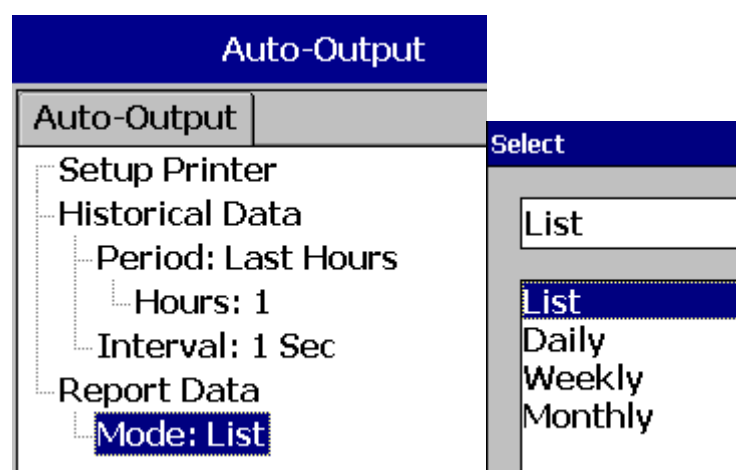 Auto-Output
Auto-Output
Setup Printer
Historical Data
Period: Last Hours
Hours: 1
Interval: 1 Sec
Report Data
Mode: List
Select
List
List
Daily
Weekly
Monthly